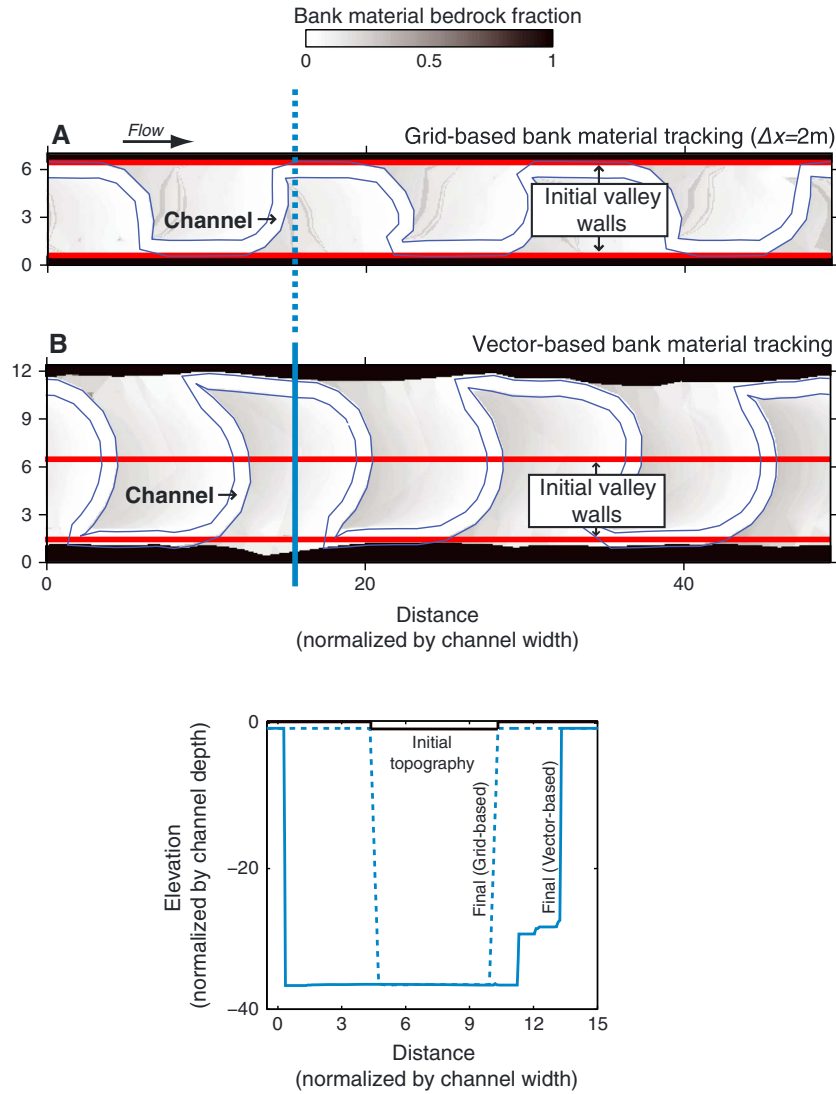 Bank material bedrock fraction
0 0.5 1
A Flow Grid-based bank material tracking (Δx=2m)
6
3
0
Channel
Initial valley
walls
B Vector-based bank material tracking
12
9
6
3
0
Channel
Initial valley
walls
0 20 40
Distance
(normalized by channel width)
0
−20
−40
Elevation
(normalized by channel depth)
Initial
topography
Final (Grid-based)
Final (Vector-based)
0 3 6 9 12 15
Distance
(normalized by channel width)